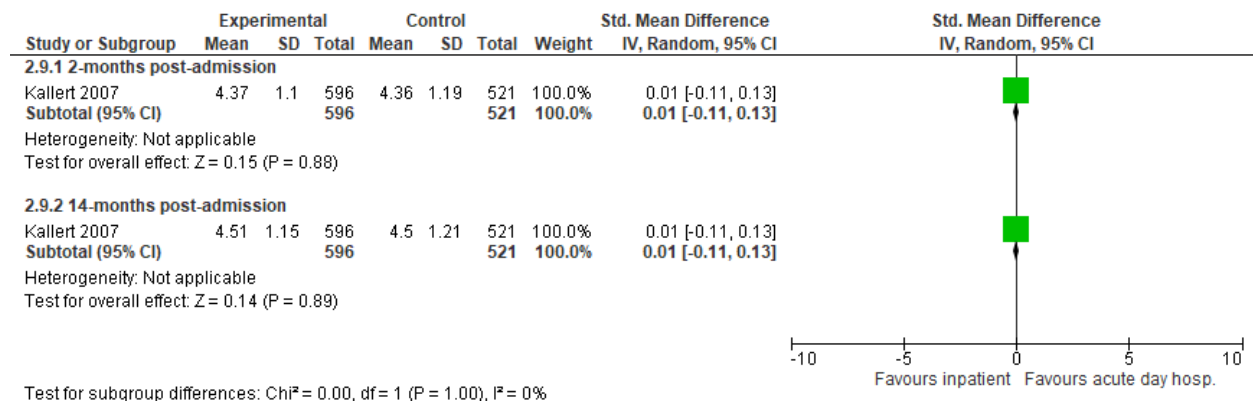 Experimental Control Std. Mean Difference Std. Mean Difference
Study or Subgroup Mean SD Total Mean SD Total Weight IV, Random, 95% CI IV, Random, 95% CI
2.9.1 2-months post-admission
Kallert 2007 4.37 1.1 596 4.36 1.19 521 100.0% 0.01 [-0.11, 0.13]
Subtotal (95% CI) 596 521 100.0% 0.01 [-0.11, 0.13]
Heterogeneity: Not applicable
Test for overall effect: Z = 0.15 (P = 0.88)
2.9.2 14-months post-admission
Kallert 2007 4.51 1.15 596 4.5 1.21 521 100.0% 0.01 [-0.11, 0.13]
Subtotal (95% CI) 596 521 100.0% 0.01 [-0.11, 0.13]
Heterogeneity: Not applicable
Test for overall effect: Z = 0.14 (P = 0.89)
-10 -5 0 5 10
Favours inpatient Favours acute day hosp.
Test for subgroup differences: Chi² = 0.00, df = 1 (P = 1.00), I² = 0%